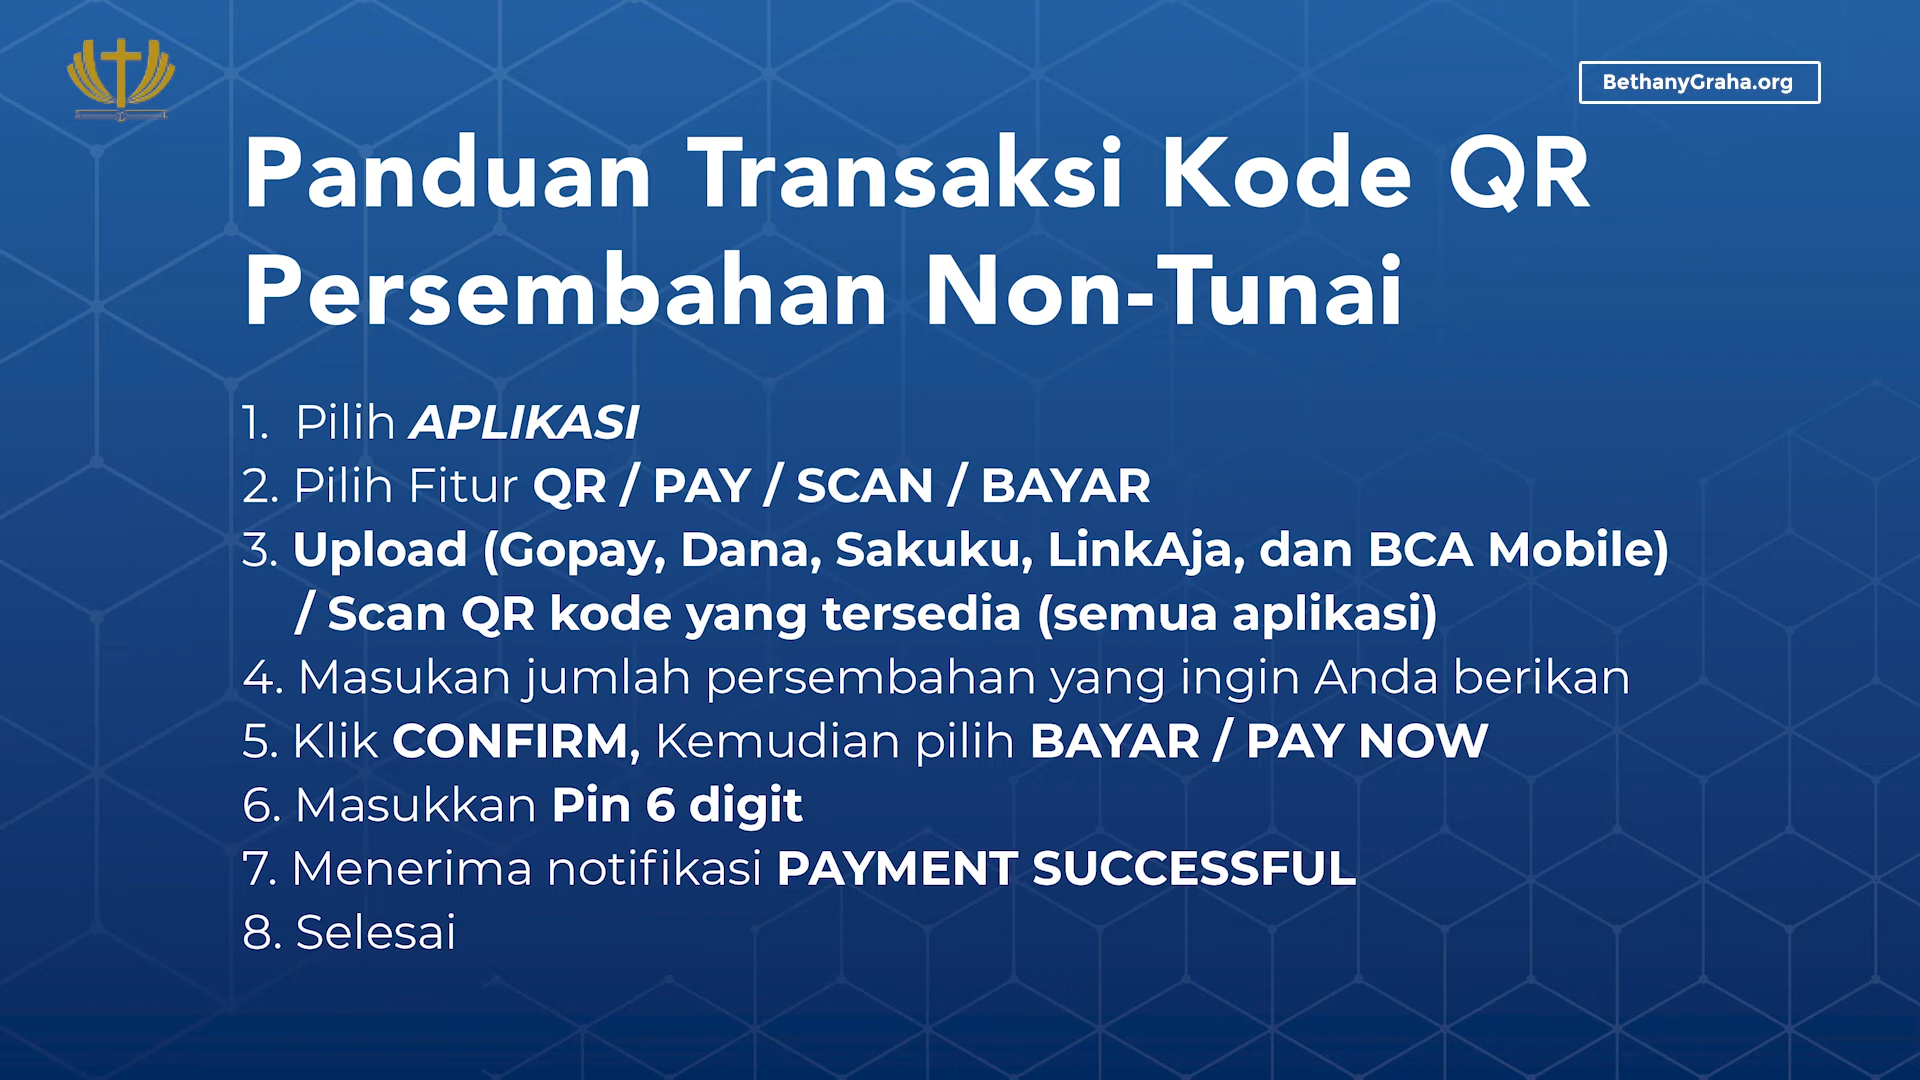 BethanyGraha.org
Panduan Transaksi Kode QR
Persembahan Non-Tunai
1. Pilih APLIKASI
2. Pilih Fitur QR / PAY / SCAN / BAYAR
3. Upload (Gopay, Dana, Sakuku, LinkAja, dan BCA Mobile)
/ Scan QR kode yang tersedia (semua aplikasi)
4. Masukan jumlah persembahan yang ingin Anda berikan
5. Klik CONFIRM, Kemudian pilih BAYAR / PAY NOW
6. Masukkan Pin 6 digit
7. Menerima notifikasi PAYMENT SUCCESSFUL
8. Selesai